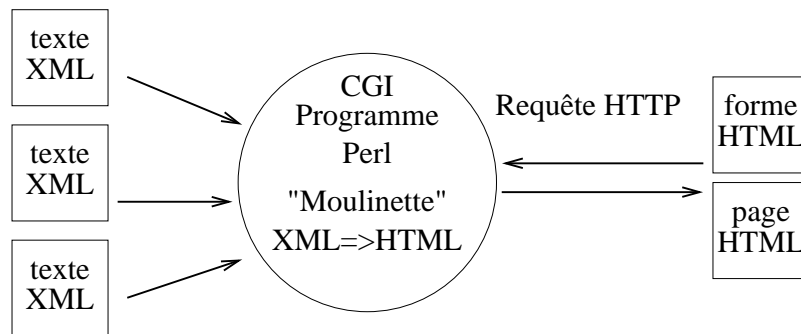 texte
XML
texte
XML
texte
XML
CGI
Programme
Perl
"Moulinette"
XML=>HTML
Requête HTTP
forme
HTML
page
HTML